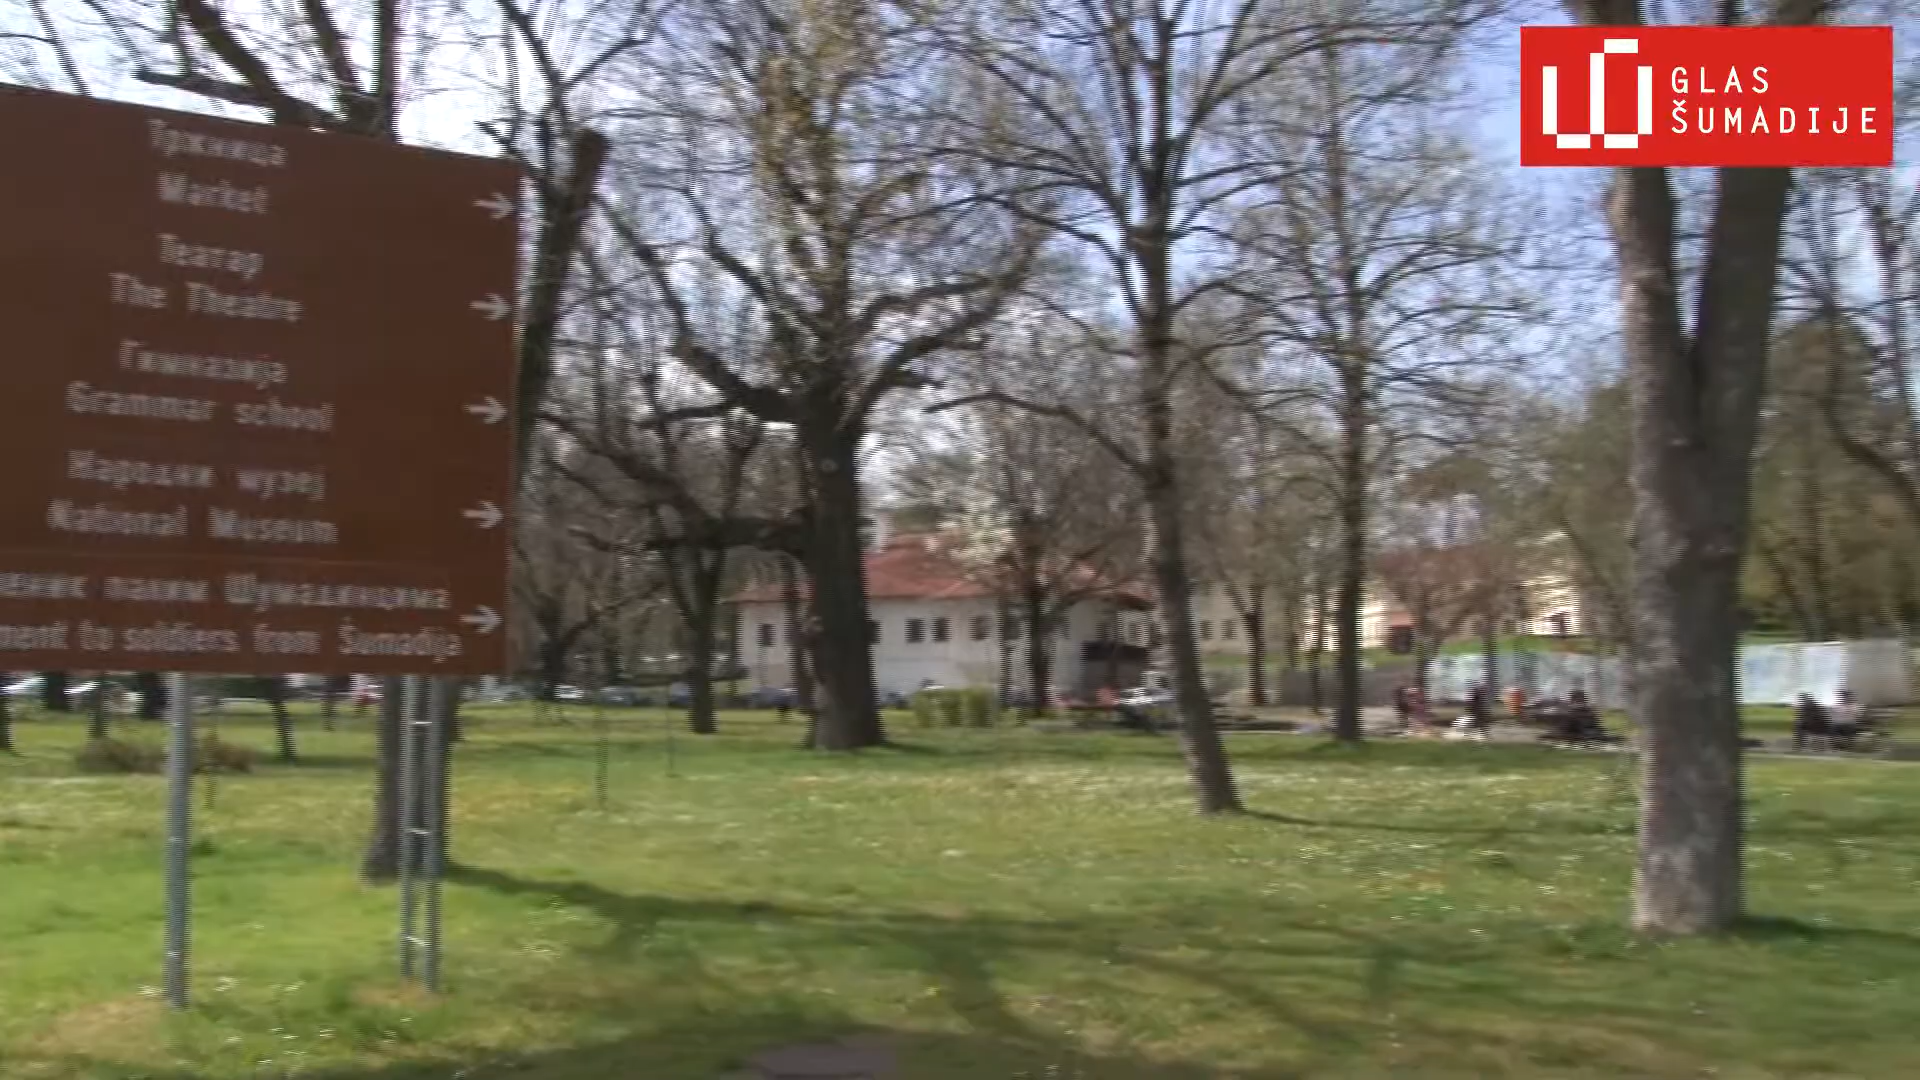 Тржница
Market
Театар
The Theatre
Гимназија
Grammar school
Народни музеј
National Museum
палим Шумадинцима
to soldiers from Šumadija
GLAS
ŠUMADIJE